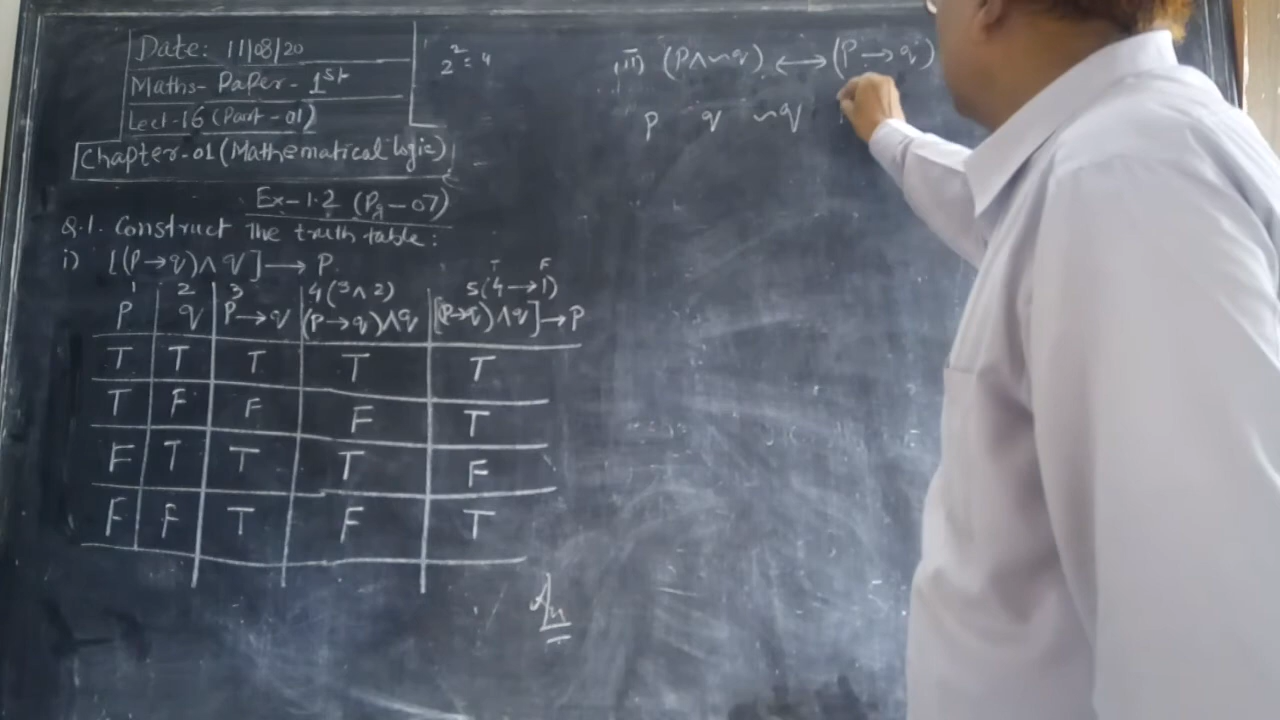 Date: 11/08/20
Maths- Paper- 1st
Lect-16 (Part-01)
Chapter-01 (Mathematical logic)
2² = 4
Ex-1.2 (Pg-07)
Q.1. Construct the truth table:
i) [(P→q)∧q]→P.
1 2 3 4(3∧2) 5(4→1)
T F
P q P→q (P→q)∧q [(P→q)∧q]→P
T T T T T
T F F F T
F T T T F
F F T F T
(P∧~q) ↔ (P→q)
p q ~q